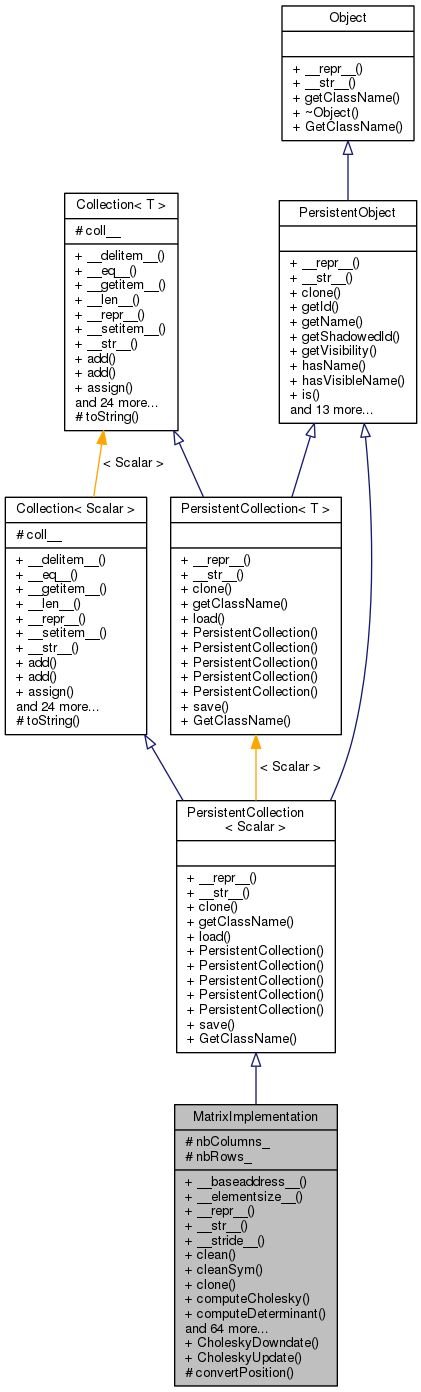 Object
+ __repr__()
+ __str__()
+ getClassName()
+ ~Object()
+ GetClassName()
Collection< T >
# coll__
+ __delitem__()
+ __eq__()
+ __getitem__()
+ __len__()
+ __repr__()
+ __setitem__()
+ __str__()
+ add()
+ add()
+ assign()
and 24 more...
# toString()
PersistentObject
+ __repr__()
+ __str__()
+ clone()
+ getId()
+ getName()
+ getShadowedId()
+ getVisibility()
+ hasName()
+ hasVisibleName()
+ is()
and 13 more...
< Scalar >
Collection< Scalar >
# coll__
+ __delitem__()
+ __eq__()
+ __getitem__()
+ __len__()
+ __repr__()
+ __setitem__()
+ __str__()
+ add()
+ add()
+ assign()
and 24 more...
# toString()
PersistentCollection< T >
+ __repr__()
+ __str__()
+ clone()
+ getClassName()
+ load()
+ PersistentCollection()
+ PersistentCollection()
+ PersistentCollection()
+ PersistentCollection()
+ PersistentCollection()
+ save()
+ GetClassName()
< Scalar >
PersistentCollection
< Scalar >
+ __repr__()
+ __str__()
+ clone()
+ getClassName()
+ load()
+ PersistentCollection()
+ PersistentCollection()
+ PersistentCollection()
+ PersistentCollection()
+ PersistentCollection()
+ save()
+ GetClassName()
MatrixImplementation
# nbColumns_
# nbRows_
+ __baseaddress__()
+ __elementsize__()
+ __repr__()
+ __str__()
+ __stride__()
+ clean()
+ cleanSym()
+ clone()
+ computeCholesky()
+ computeDeterminant()
and 64 more...
+ CholeskyDowndate()
+ CholeskyUpdate()
# convertPosition()